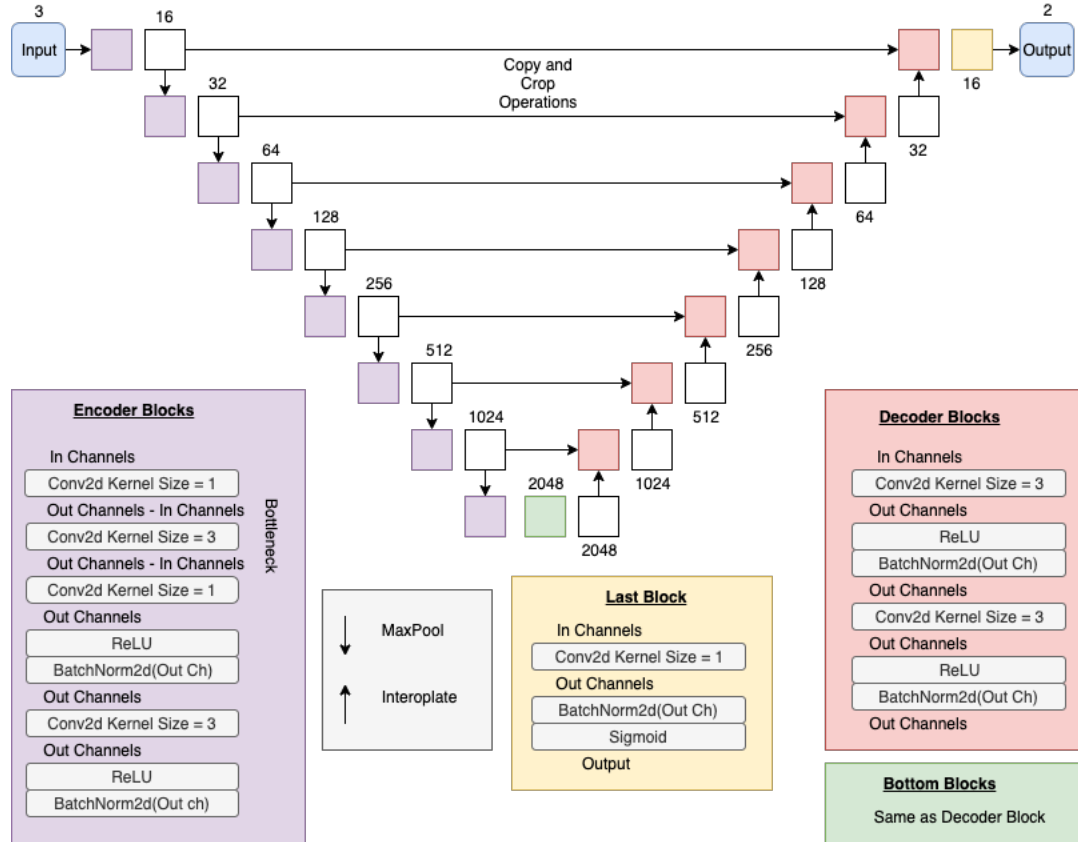 3
16
2
Input
Output
Copy and
Crop
Operations
16
32
32
64
64
128
128
256
256
512
512
1024
1024
2048
2048
Encoder Blocks
In Channels
Conv2d Kernel Size = 1
Out Channels - In Channels
Conv2d Kernel Size = 3
Out Channels - In Channels
Conv2d Kernel Size = 1
Out Channels
ReLU
BatchNorm2d(Out Ch)
Out Channels
Conv2d Kernel Size = 3
Out Channels
ReLU
BatchNorm2d(Out ch)
Bottleneck
MaxPool
Interoplate
Last Block
In Channels
Conv2d Kernel Size = 1
Out Channels
BatchNorm2d(Out Ch)
Sigmoid
Output
Decoder Blocks
In Channels
Conv2d Kernel Size = 3
Out Channels
ReLU
BatchNorm2d(Out Ch)
Out Channels
Conv2d Kernel Size = 3
Out Channels
ReLU
BatchNorm2d(Out Ch)
Out Channels
Bottom Blocks
Same as Decoder Block